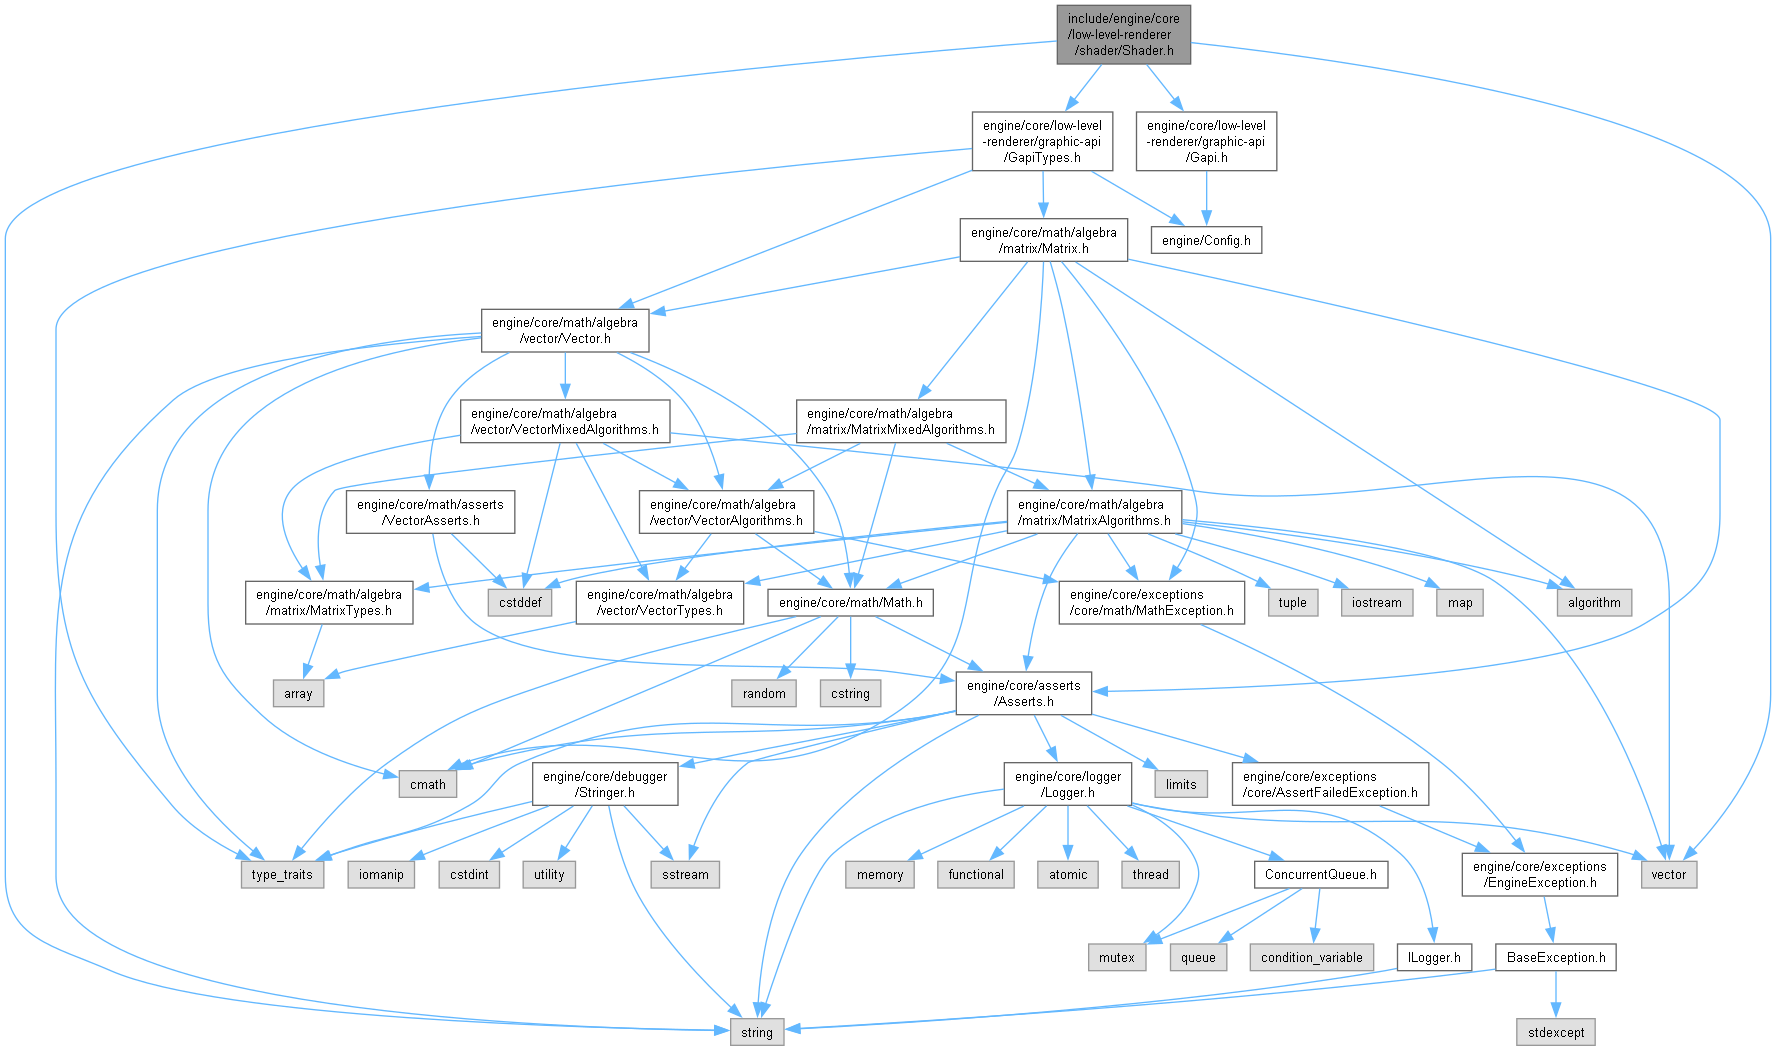 include/engine/core
/low-level-renderer
/shader/Shader.h
engine/core/low-level
-renderer/graphic-api
/GapiTypes.h
engine/core/low-level
-renderer/graphic-api
/Gapi.h
engine/core/math/algebra
/matrix/Matrix.h
engine/Config.h
engine/core/math/algebra
/vector/Vector.h
engine/core/math/algebra
/vector/VectorMixedAlgorithms.h
engine/core/math/algebra
/matrix/MatrixMixedAlgorithms.h
engine/core/math/asserts
/VectorAsserts.h
engine/core/math/algebra
/vector/VectorAlgorithms.h
engine/core/math/algebra
/matrix/MatrixAlgorithms.h
engine/core/math/algebra
/matrix/MatrixTypes.h
cstddef
engine/core/math/algebra
/vector/VectorTypes.h
engine/core/math/Math.h
engine/core/exceptions
/core/math/MathException.h
tuple
iostream
map
algorithm
array
random
cstring
engine/core/asserts
/Asserts.h
cmath
engine/core/debugger
/Stringer.h
engine/core/logger
/Logger.h
limits
engine/core/exceptions
/core/AssertFailedException.h
type_traits
iomanip
cstdint
utility
sstream
memory
functional
atomic
thread
ConcurrentQueue.h
engine/core/exceptions
/EngineException.h
vector
mutex
queue
condition_variable
ILogger.h
BaseException.h
string
stdexcept